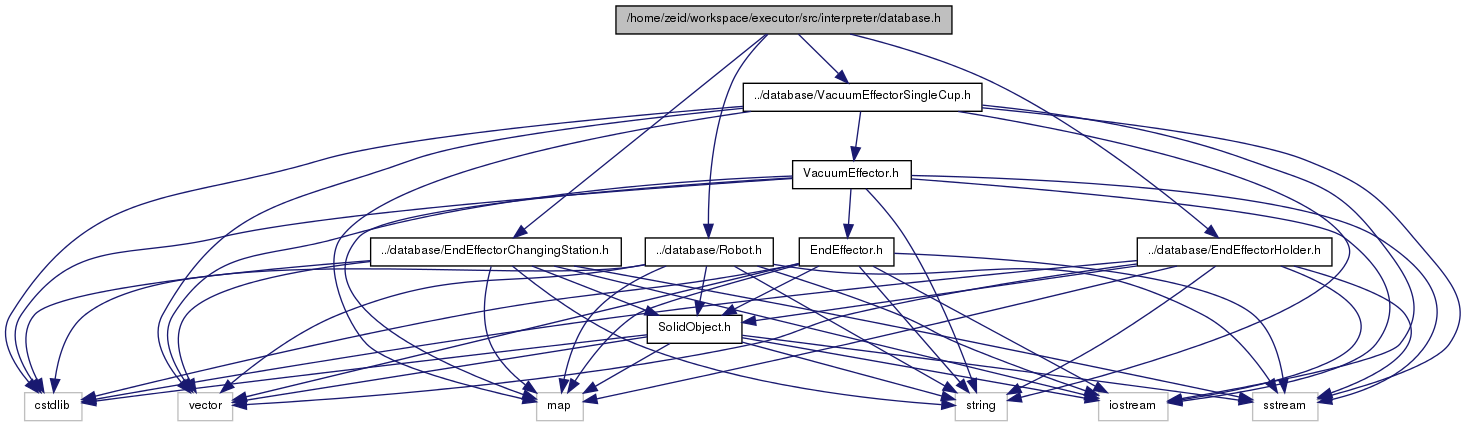 /home/zeid/workspace/executor/src/interpreter/database.h
../database/VacuumEffectorSingleCup.h
VacuumEffector.h
../database/EndEffectorChangingStation.h
../database/Robot.h
EndEffector.h
../database/EndEffectorHolder.h
SolidObject.h
cstdlib
vector
map
string
iostream
sstream